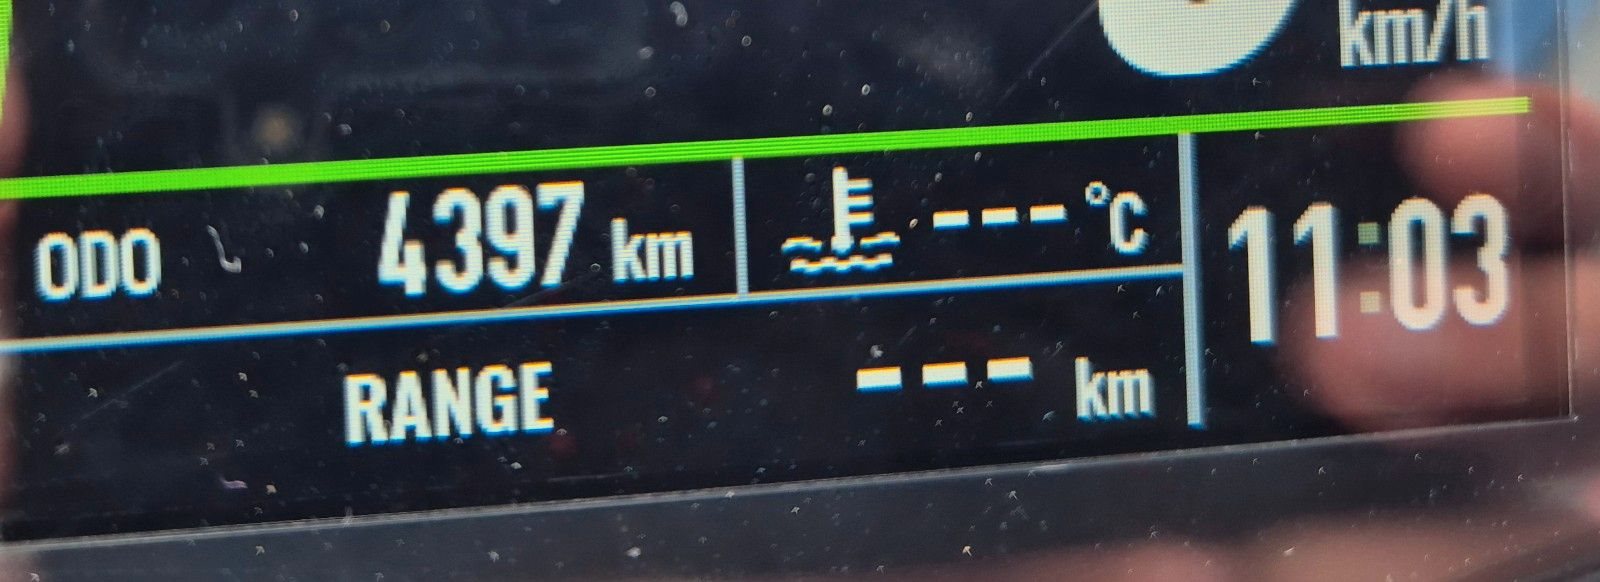 km/h
ODO 4397 km
--- °C
11:03
RANGE --- km